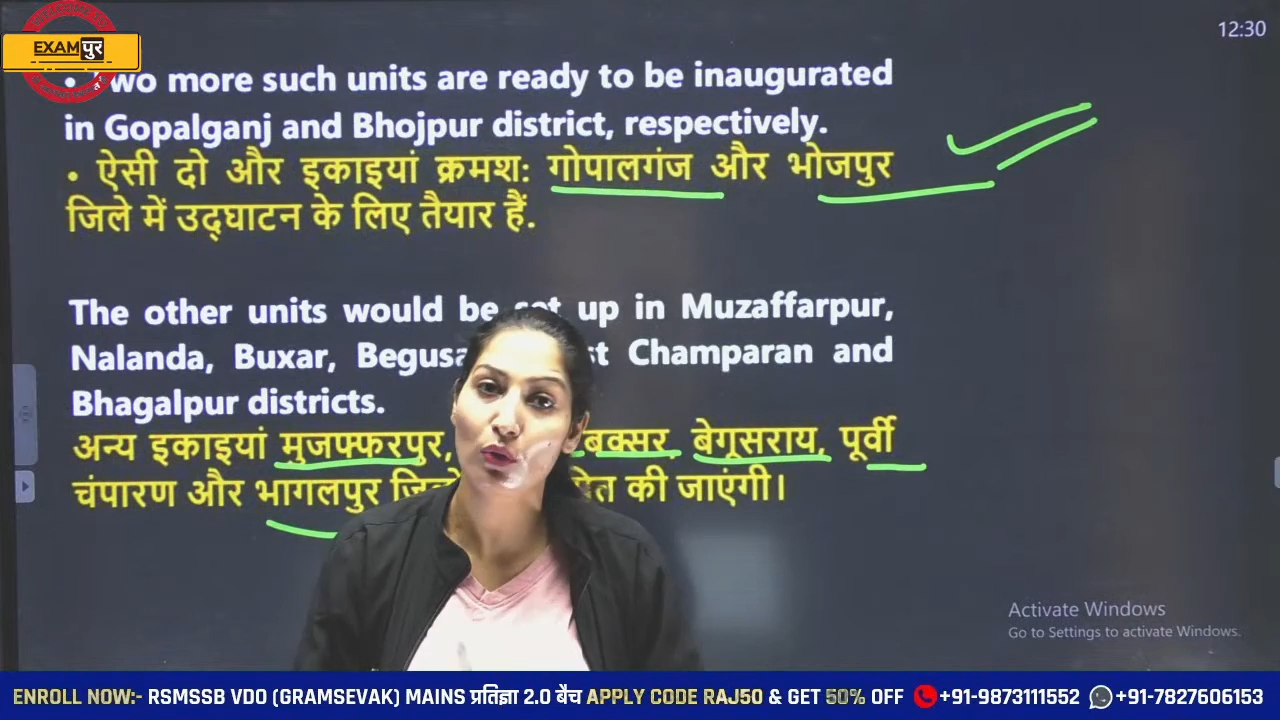 EXAMपुर
12:30
• Two more such units are ready to be inaugurated
in Gopalganj and Bhojpur district, respectively.
• ऐसी दो और इकाइयां क्रमश: गोपालगंज और भोजपुर
जिले में उद्घाटन के लिए तैयार हैं.
The other units would be set up in Muzaffarpur,
Nalanda, Buxar, Champaran and
Bhagalpur districts.
अन्य इकाइयां मुजफ्फरपुर, बक्सर, बेगूसराय, पूर्वी
चंपारण और भागलपुर की जाएंगी।
Activate Windows
Go to Settings to activate Windows.
ENROLL NOW:- RSMSSB VDO (GRAMSEVAK) MAINS प्रतिज्ञा 2.0 बैच APPLY CODE RAJ50 & GET 50% OFF +91-9873111552 +91-7827606153